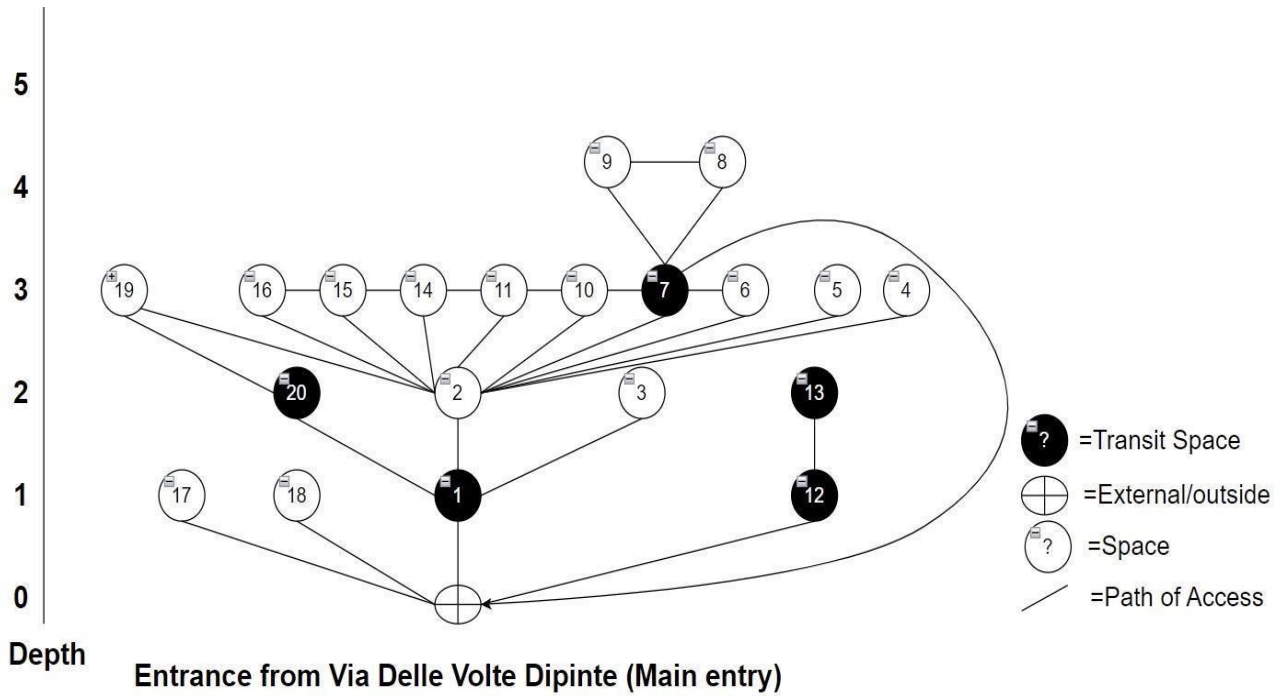 5
9 8
4
3 19 16 15 14 11 10 7 6 5 4
2 20 2 3 13
? =Transit Space
1 17 18 1 12
=External/outside
? =Space
0
=Path of Access
Depth
Entrance from Via Delle Volte Dipinte (Main entry)